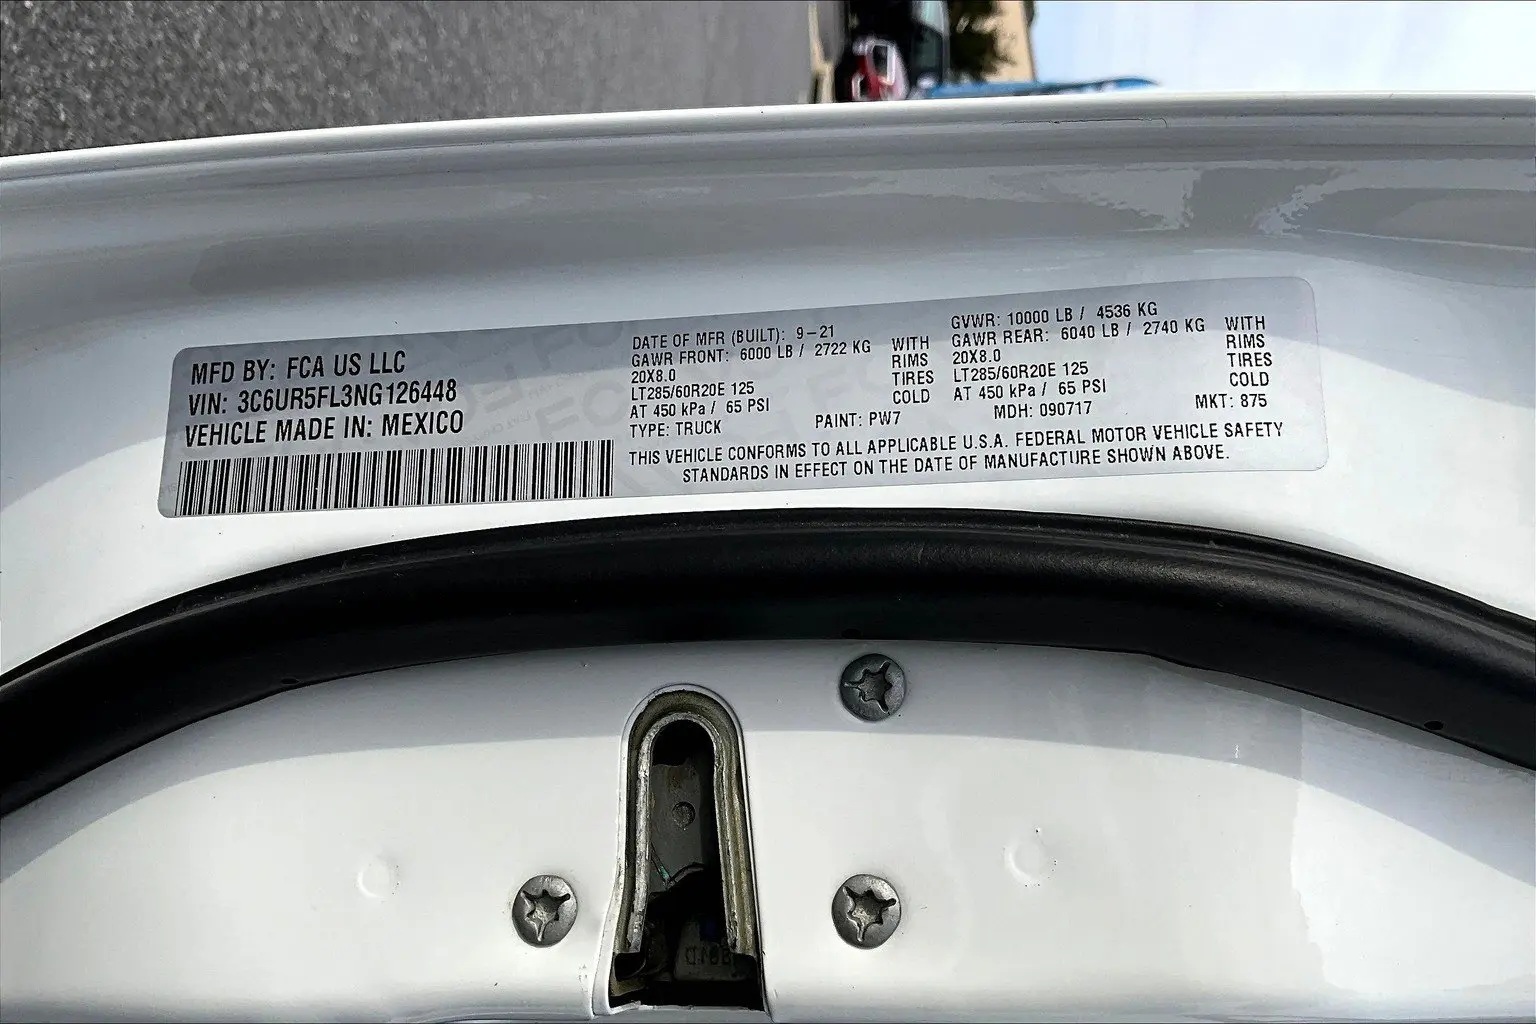 MFD BY: FCA US LLC
VIN: 3C6UR5FL3NG126448
VEHICLE MADE IN: MEXICO
DATE OF MFR (BUILT): 9-21
GAWR FRONT: 6000 LB / 2722 KG WITH
20X8.0 RIMS
LT285/60R20E 125 TIRES
AT 450 kPa / 65 PSI COLD
TYPE: TRUCK PAINT: PW7
GVWR: 10000 LB / 4536 KG
GAWR REAR: 6040 LB / 2740 KG WITH
20X8.0 RIMS
LT285/60R20E 125 TIRES
AT 450 kPa / 65 PSI COLD
MDH: 090717 MKT: 875
THIS VEHICLE CONFORMS TO ALL APPLICABLE U.S.A. FEDERAL MOTOR VEHICLE SAFETY
STANDARDS IN EFFECT ON THE DATE OF MANUFACTURE SHOWN ABOVE.